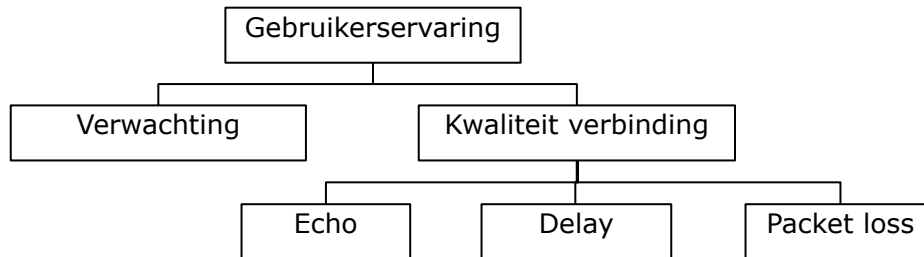 Gebruikerservaring
Verwachting
Kwaliteit verbinding
Echo
Delay
Packet loss